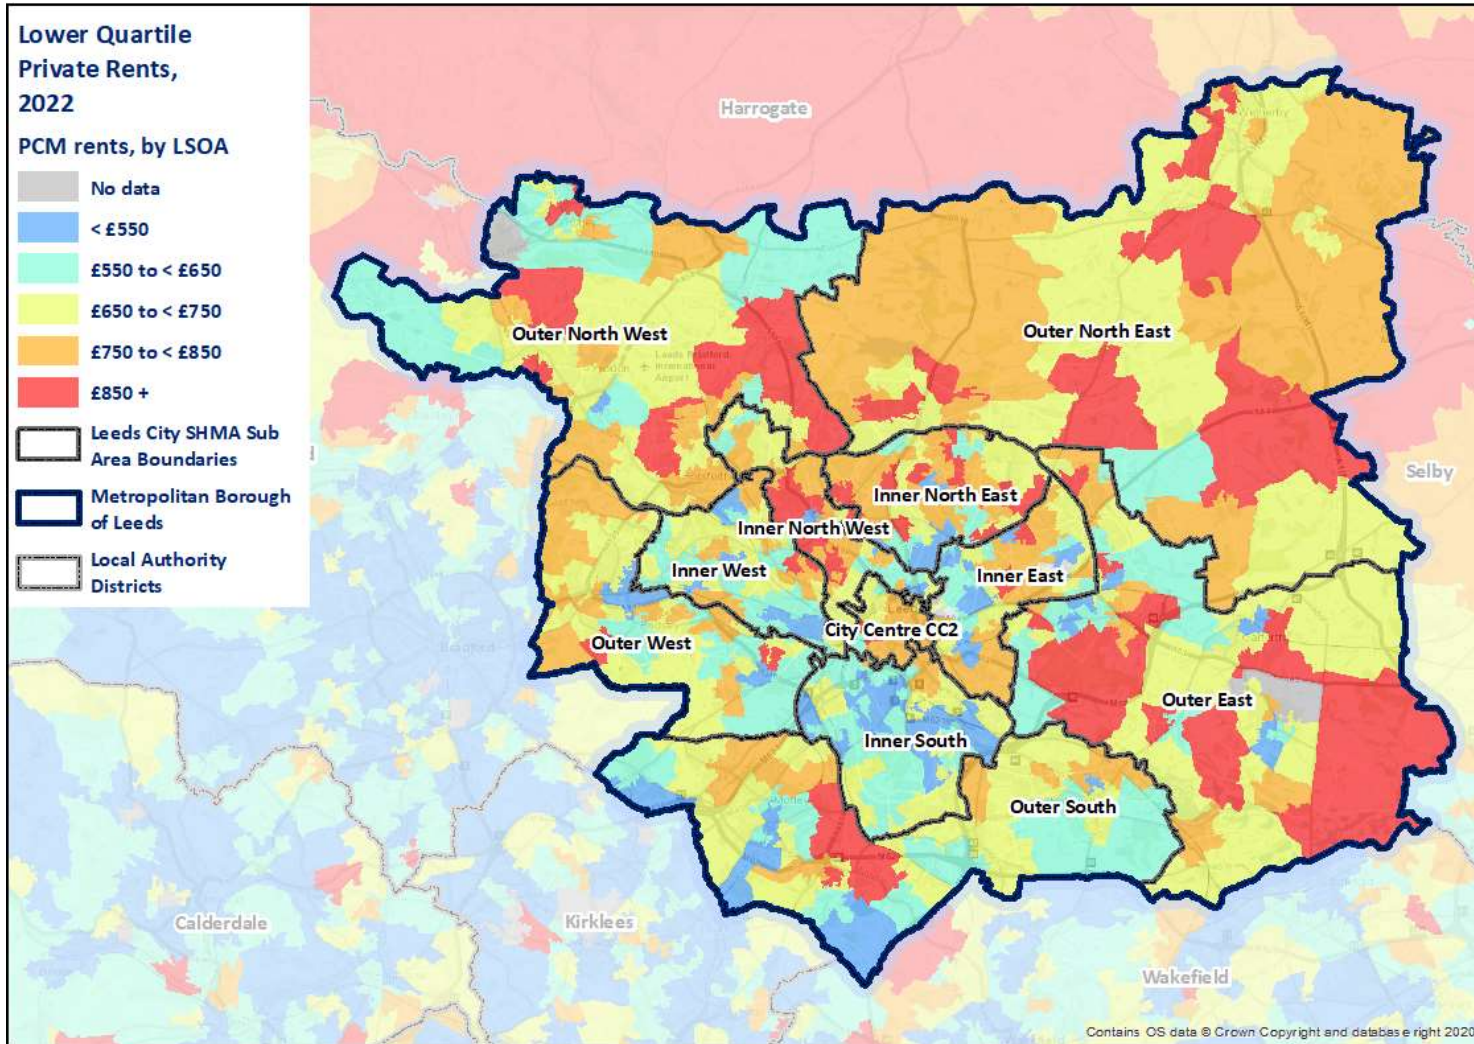 Lower Quartile
Private Rents,
2022
PCM rents, by LSOA
No data
< £550
£550 to < £650
£650 to < £750
£750 to < £850
£850 +
Leeds City SHMA Sub
Area Boundaries
Metropolitan Borough
of Leeds
Local Authority
Districts
Harrogate
Outer North West
Outer North East
Leeds Bradford
International
Airport
Selby
Inner North East
Inner North West
Inner West
Inner East
City Centre CC2
Outer West
Outer East
Inner South
Outer South
Calderdale
Kirklees
Wakefield
Contains OS data © Crown Copyright and database right 2020